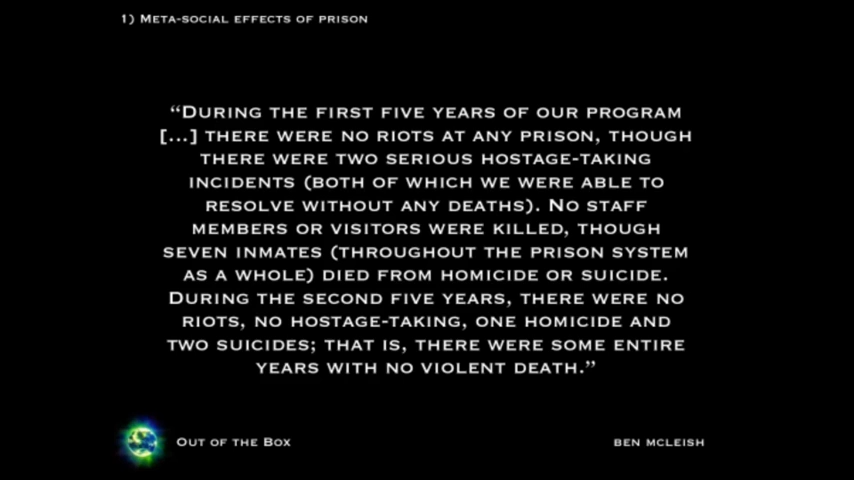 1) Meta-social effects of prison
“During the first five years of our program
[...] there were no riots at any prison, though
there were two serious hostage-taking
incidents (both of which we were able to
resolve without any deaths). No staff
members or visitors were killed, though
seven inmates (throughout the prison system
as a whole) died from homicide or suicide.
During the second five years, there were no
riots, no hostage-taking, one homicide and
two suicides; that is, there were some entire
years with no violent death.”
Out of the Box
ben mcleish